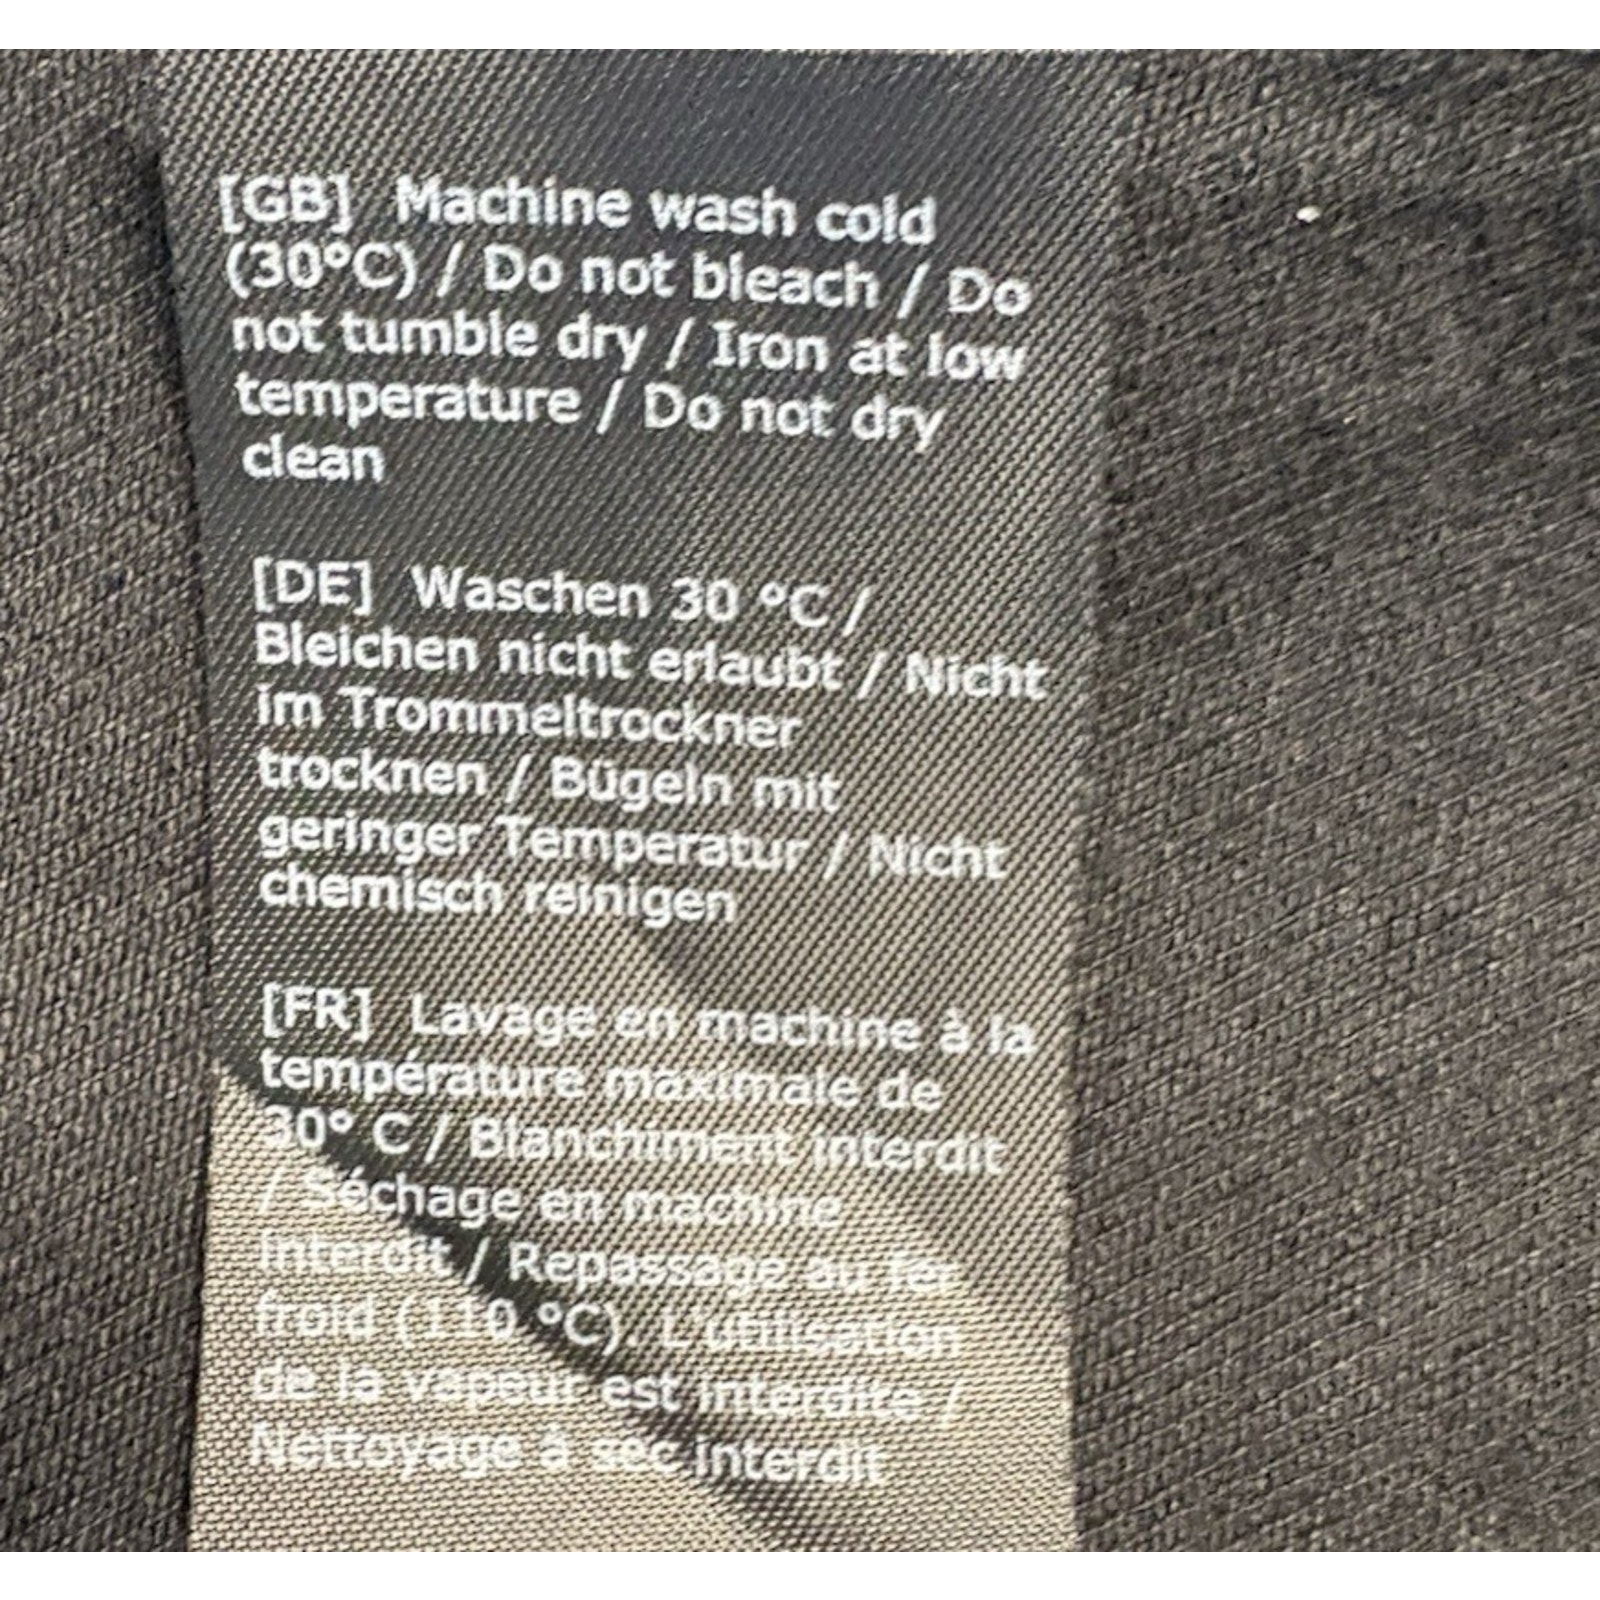 [GB] Machine wash cold
(30°C) / Do not bleach / Do
not tumble dry / Iron at low
temperature / Do not dry
clean
[DE] Waschen 30 °C /
Bleichen nicht erlaubt / Nicht
im Trommeltrockner
trocknen / Bügeln mit
geringer Temperatur / Nicht
chemisch reinigen
[FR] Lavage en machine à la
température maximale de
30° C / Blanchiment interdit
/ Séchage en machine
interdit / Repassage au fer
froid (110 °C). L'utilisation
de la vapeur est interdite /
Nettoyage à sec interdit